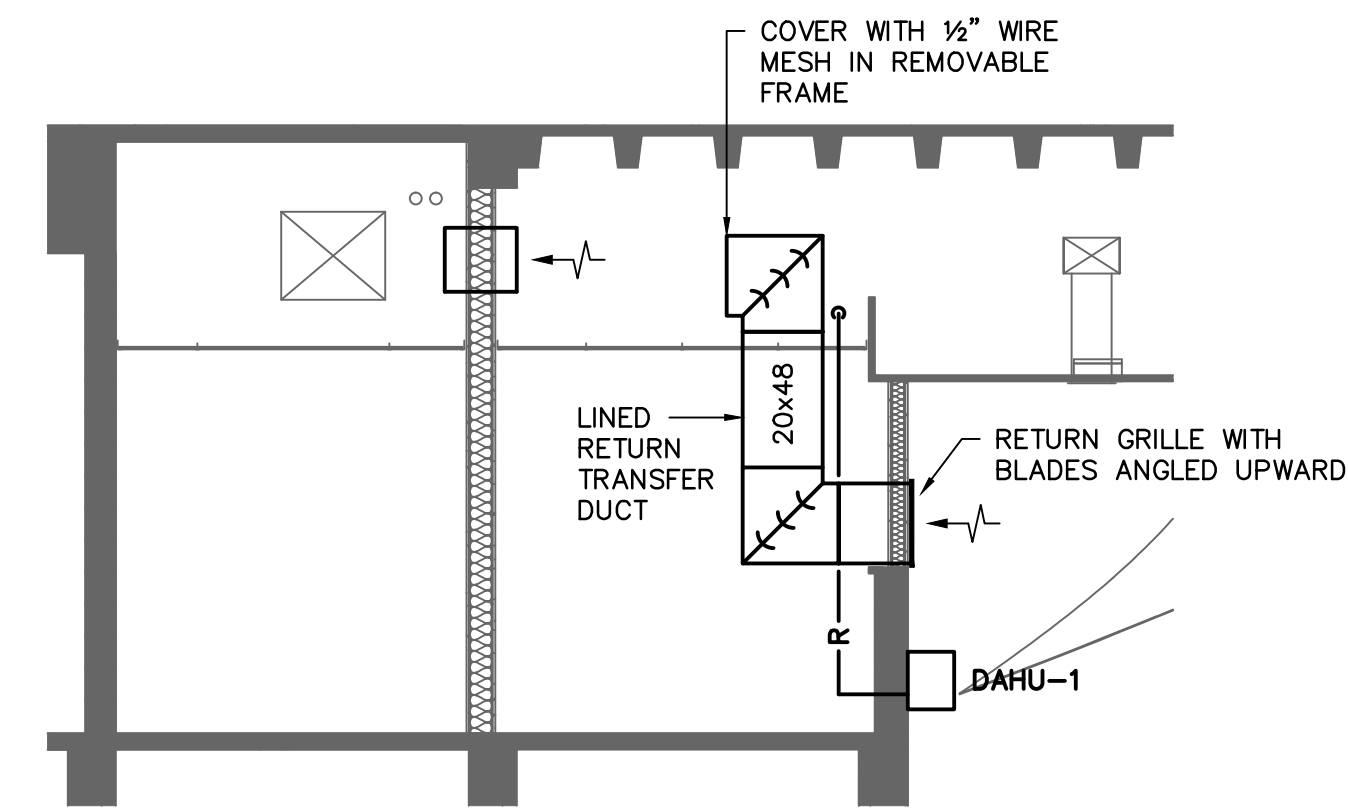 COVER WITH ½" WIRE
MESH IN REMOVABLE
FRAME
20x48
LINED
RETURN
TRANSFER
DUCT
RETURN GRILLE WITH
BLADES ANGLED UPWARD
R
DAHU-1